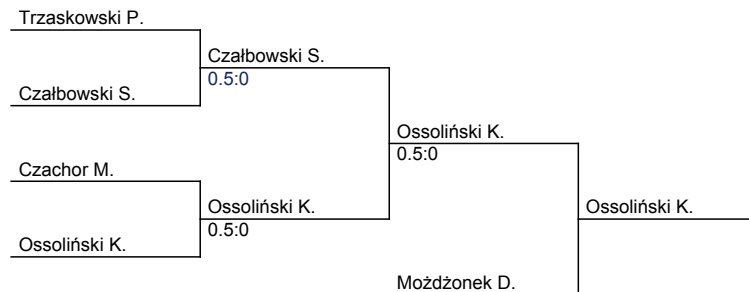 Trzaskowski P.
Czałbowski S.
0.5:0
Czałbowski S.
Ossoliński K.
0.5:0
Czachor M.
Ossoliński K.
0.5:0
Ossoliński K.
Ossoliński K.
Możdżonek D.